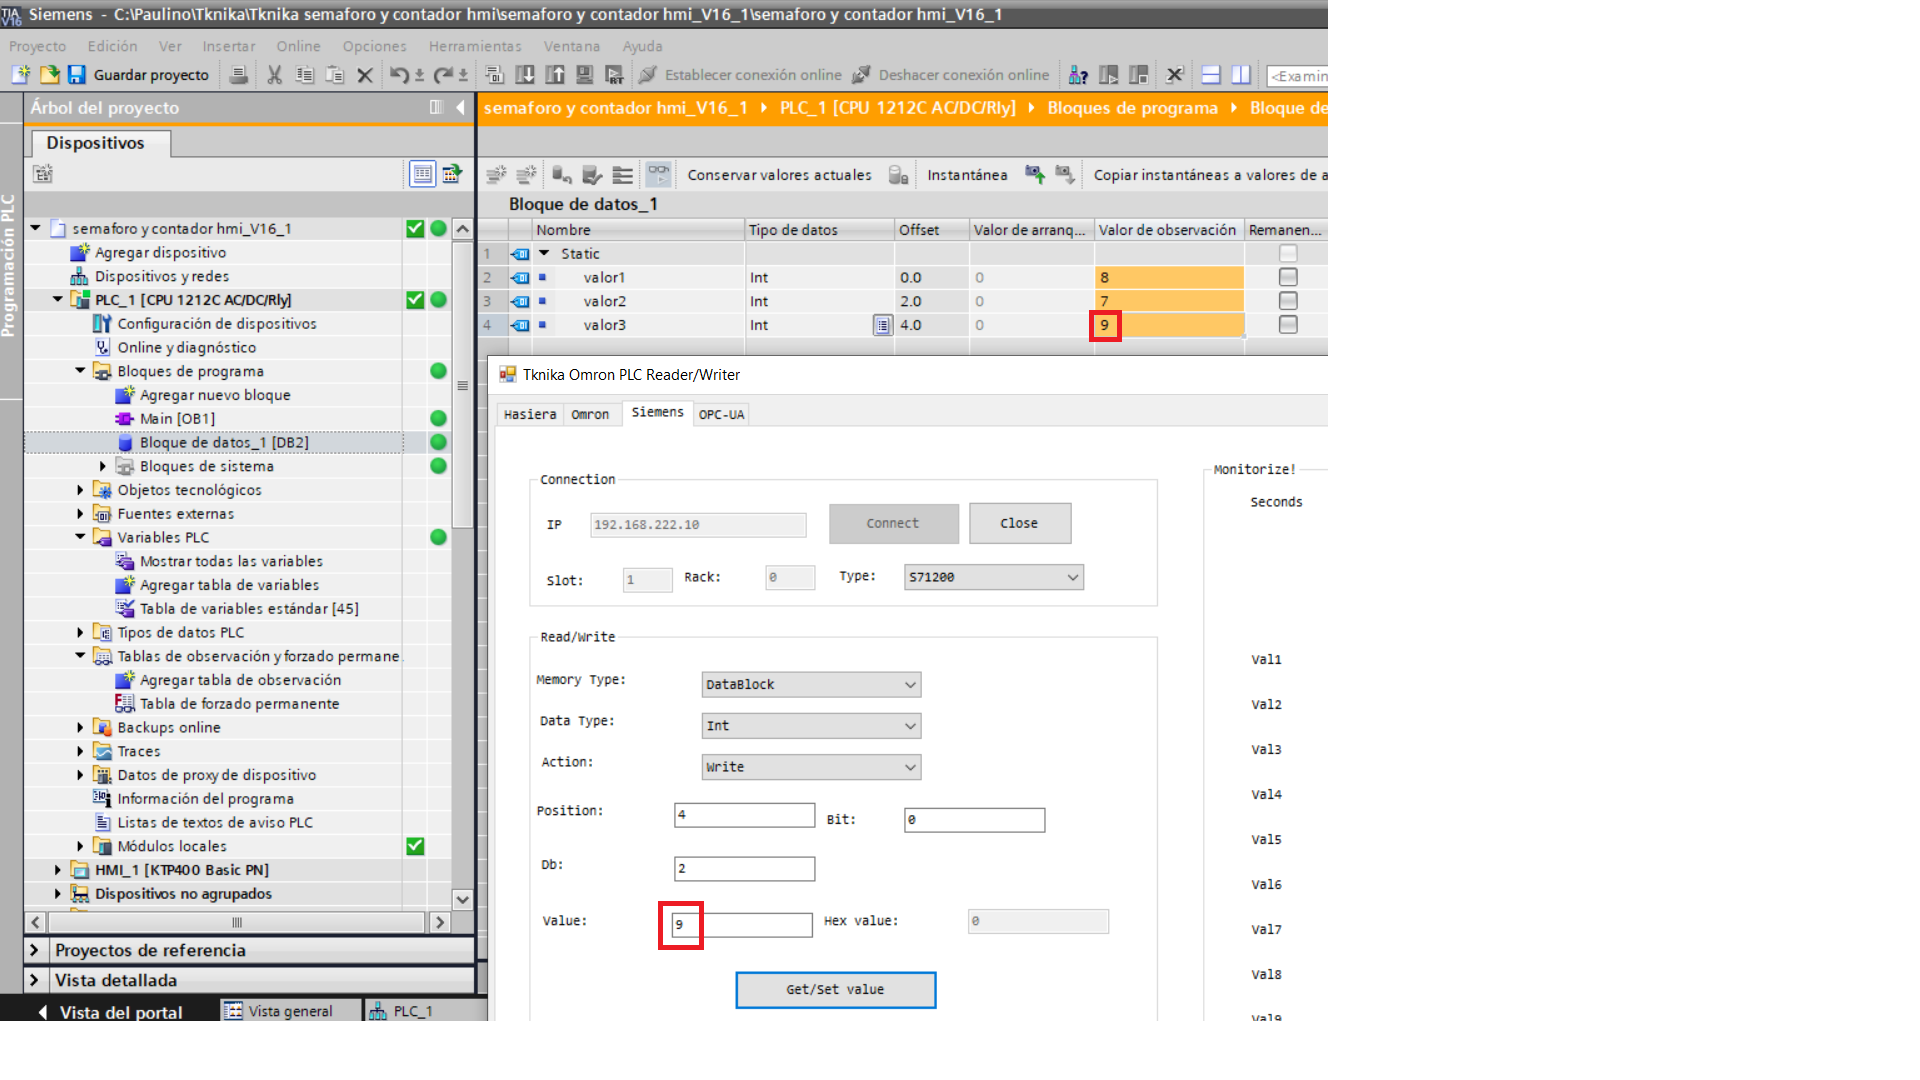 Siemens - C:\Paulino\Tknika\Tknika semaforo y contador hmi\semaforo y contador hmi_V16_1\semaforo y contador hmi_V16_1
Proyecto Edición Ver Insertar Online Opciones Herramientas Ventana Ayuda
Guardar proyecto Establecer conexión online Deshacer conexión online <Examin
Árbol del proyecto
semaforo y contador hmi_V16_1 PLC_1 [CPU 1212C AC/DC/Rly] Bloques de programa Bloque de
Dispositivos
Programación PLC
Conservar valores actuales Instantánea Copiar instantáneas a valores de a
Bloque de datos_1
Nombre Tipo de datos Offset Valor de arranq... Valor de observación Remanen...
1 Static
2 valor1 Int 0.0 0 8
3 valor2 Int 2.0 0 7
4 valor3 Int 4.0 0 9
semaforo y contador hmi_V16_1
Agregar dispositivo
Dispositivos y redes
PLC_1 [CPU 1212C AC/DC/Rly]
Configuración de dispositivos
Online y diagnóstico
Bloques de programa
Agregar nuevo bloque
Main [OB1]
Bloque de datos_1 [DB2]
Bloques de sistema
Objetos tecnológicos
Fuentes externas
Variables PLC
Mostrar todas las variables
Agregar tabla de variables
Tabla de variables estándar [45]
Tipos de datos PLC
Tablas de observación y forzado permane
Agregar tabla de observación
Tabla de forzado permanente
Backups online
Traces
Datos de proxy de dispositivo
Información del programa
Listas de textos de aviso PLC
Módulos locales
HMI_1 [KTP400 Basic PN]
Dispositivos no agrupados
Proyectos de referencia
Vista detallada
Vista del portal Vista general PLC_1
Tknika Omron PLC Reader/Writer
Hasiera Omron Siemens OPC-UA
Connection
IP 192.168.222.10 Connect Close
Slot: 1 Rack: 0 Type: S71200
Read/Write
Memory Type: DataBlock
Data Type: Int
Action: Write
Position: 4 Bit: 0
Db: 2
Value: 9 Hex value: 0
Get/Set value
Monitorize!
Seconds
Val1
Val2
Val3
Val4
Val5
Val6
Val7
Val8
Val9